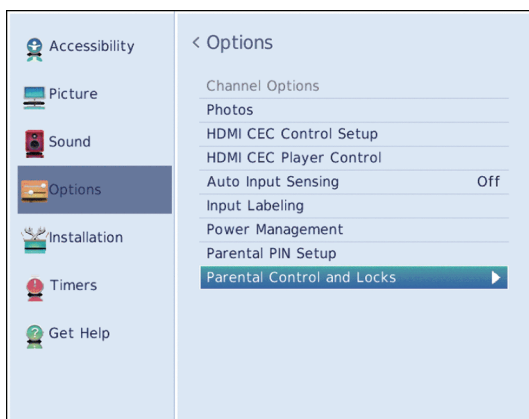 Accessibility
Picture
Sound
Options
Installation
Timers
Get Help
< Options
Channel Options
Photos
HDMI CEC Control Setup
HDMI CEC Player Control
Auto Input Sensing Off
Input Labeling
Power Management
Parental PIN Setup
Parental Control and Locks